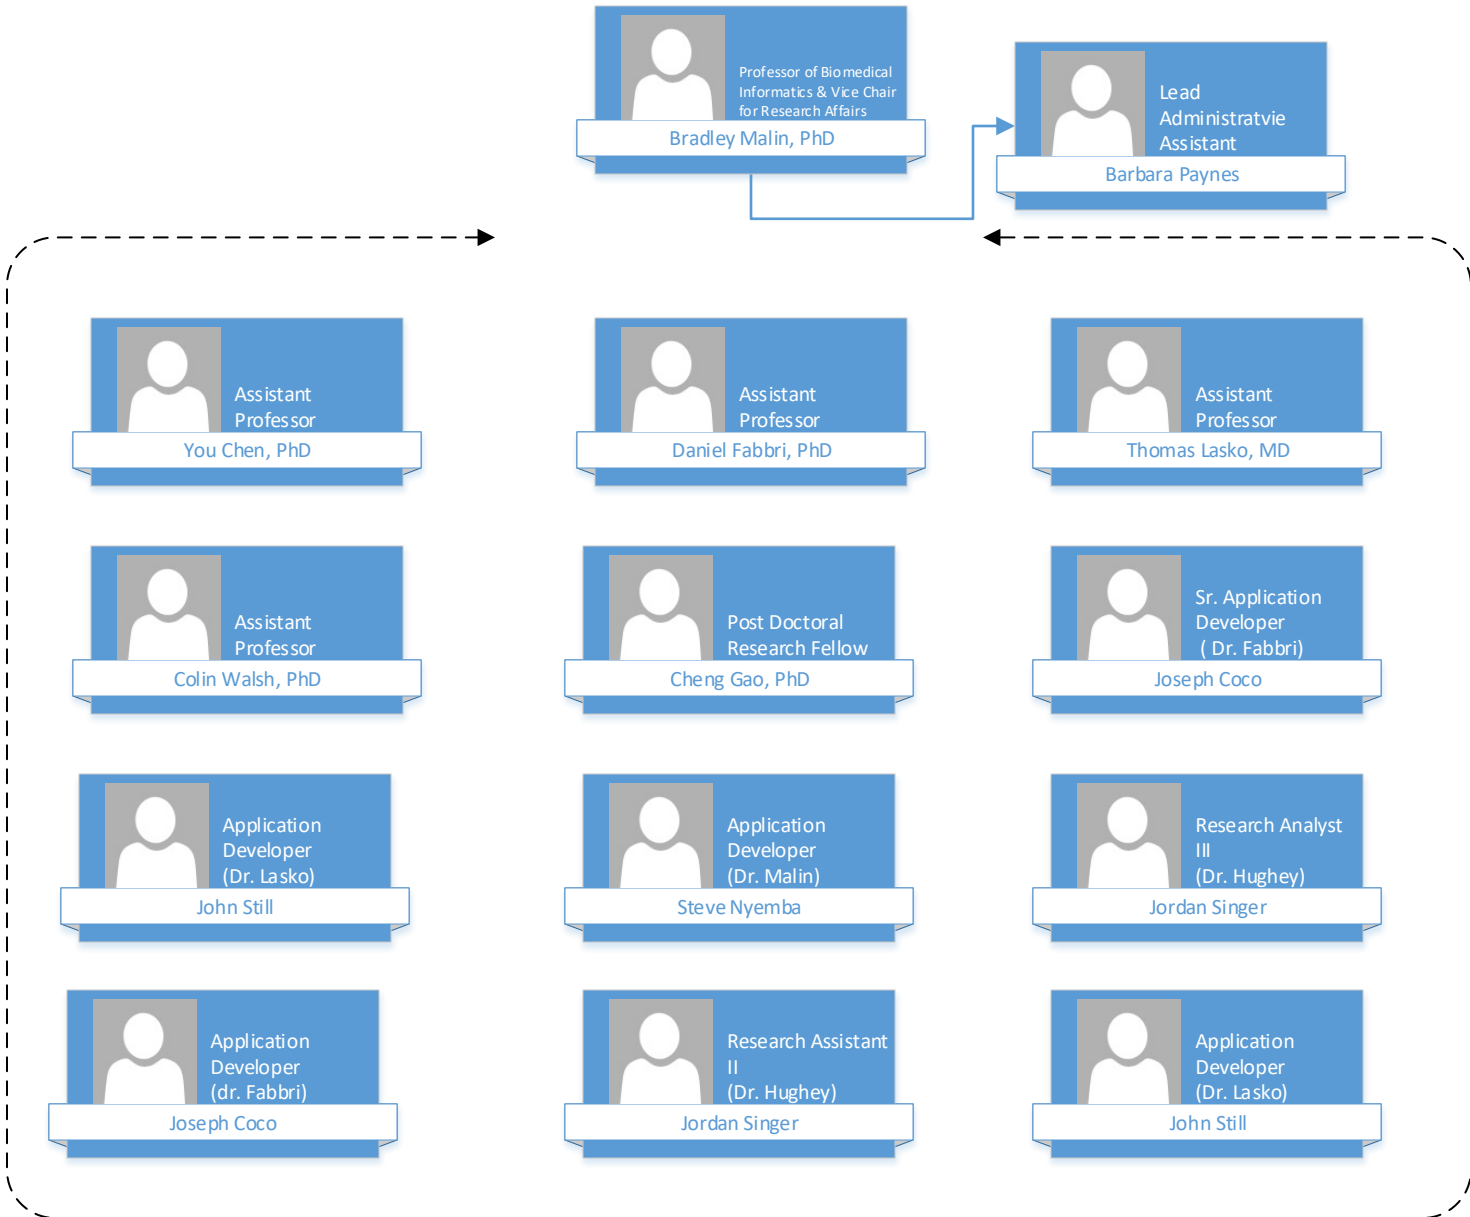 Professor of Biomedical
Informatics & Vice Chair
for Research Affairs
Bradley Malin, PhD
Lead
Administratvie
Assistant
Barbara Paynes
Assistant
Professor
You Chen, PhD
Assistant
Professor
Daniel Fabbri, PhD
Assistant
Professor
Thomas Lasko, MD
Assistant
Professor
Colin Walsh, PhD
Post Doctoral
Research Fellow
Cheng Gao, PhD
Sr. Application
Developer
( Dr. Fabbri)
Joseph Coco
Application
Developer
(Dr. Lasko)
John Still
Application
Developer
(Dr. Malin)
Steve Nyemba
Research Analyst
III
(Dr. Hughey)
Jordan Singer
Application
Developer
(dr. Fabbri)
Joseph Coco
Research Assistant
II
(Dr. Hughey)
Jordan Singer
Application
Developer
(Dr. Lasko)
John Still